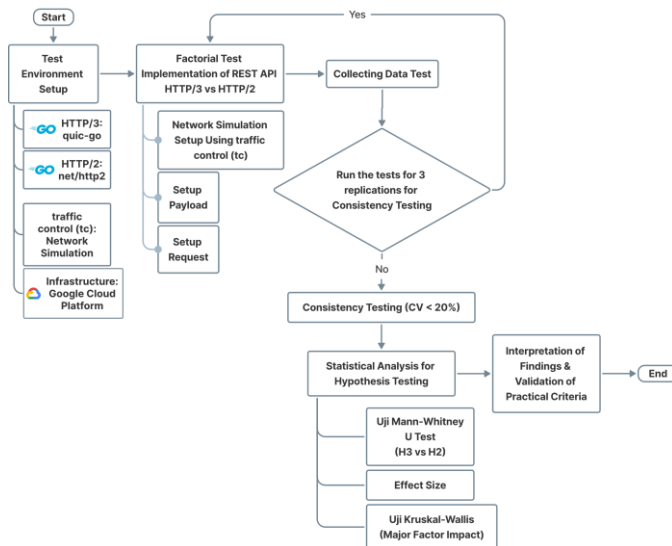 Start
Yes
Test
Environment
Setup
Factorial Test
Implementation of REST API
HTTP/3 vs HTTP/2
Collecting Data Test
GO
HTTP/3:
quic-go
GO
HTTP/2:
net/http2
traffic
control (tc):
Network
Simulation
Infrastructure:
Google Cloud
Platform
Network Simulation
Setup Using traffic
control (tc)
Setup
Payload
Setup
Request
Run the tests for 3
replications for
Consistency Testing
No
Consistency Testing (CV < 20%)
Statistical Analysis for
Hypothesis Testing
Interpretation of
Findings &
Validation of
Practical Criteria
End
Uji Mann-Whitney
U Test
(H3 vs H2)
Effect Size
Uji Kruskal-Wallis
(Major Factor Impact)